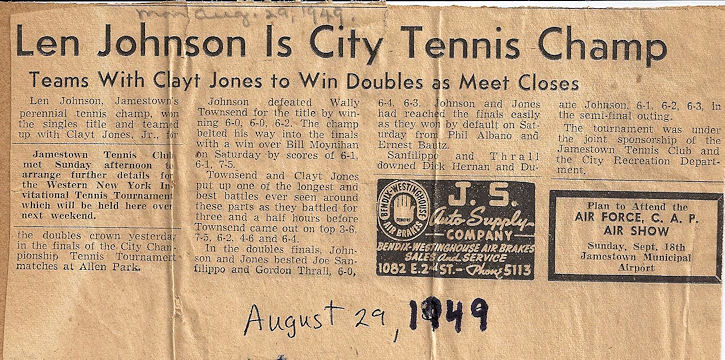 mon aug. 29, 1949.
Len Johnson Is City Tennis Champ
Teams With Clayt Jones to Win Doubles as Meet Closes
Len Johnson, Jamestown's
perennial tennis champ, won
the singles title and teamed
up with Clayt Jones, Jr., for
Jamestown Tennis Club
met Sunday afternoon to
arrange further details for
the Western New York In-
vitational Tennis Tournament
which will be held here over
next weekend.
the doubles crown yesterday
in the finals of the City Cham-
pionship Tennis Tournament
matches at Allen Park.
Johnson defeated Wally
Townsend for the title by win-
ning 6-0, 6-0, 6-2. The champ
belted his way into the finals
with a win over Bill Moynihan
on Saturday by scores of 6-1,
6-1, 7-5.
Townsend and Clayt Jones
put up one of the longest and
best battles ever seen around
these parts as they battled for
three and a half hours before
Townsend came out on top 3-6,
7-5, 6-2, 4-6 and 6-4.
In the doubles finals, John-
son and Jones bested Joe San-
filippo and Gordon Thrall, 6-0,
6-4, 6-3. Johnson and Jones
had reached the finals easily
as they won by default on Sat-
urday from Phil Albano and
Ernest Bautz.
Sanfilippo and Thrall
downed Dick Hernan and Du-
ane Johnson, 6-1, 6-2, 6-3, in
the semi-final outing.
The tournament was under
the joint sponsorship of the
Jamestown Tennis Club and
the City Recreation Depart-
ment.
BENDIX-WESTINGHOUSE
AIR BRAKES
J. S.
Auto Supply
COMPANY
BENDIX-WESTINGHOUSE AIR BRAKES
SALES and SERVICE
1082 E. 2nd ST. - Phone 5113
Plan to Attend the
AIR FORCE, C. A. P.
AIR SHOW
Sunday, Sept. 18th
Jamestown Municipal
Airport
August 29, 1949